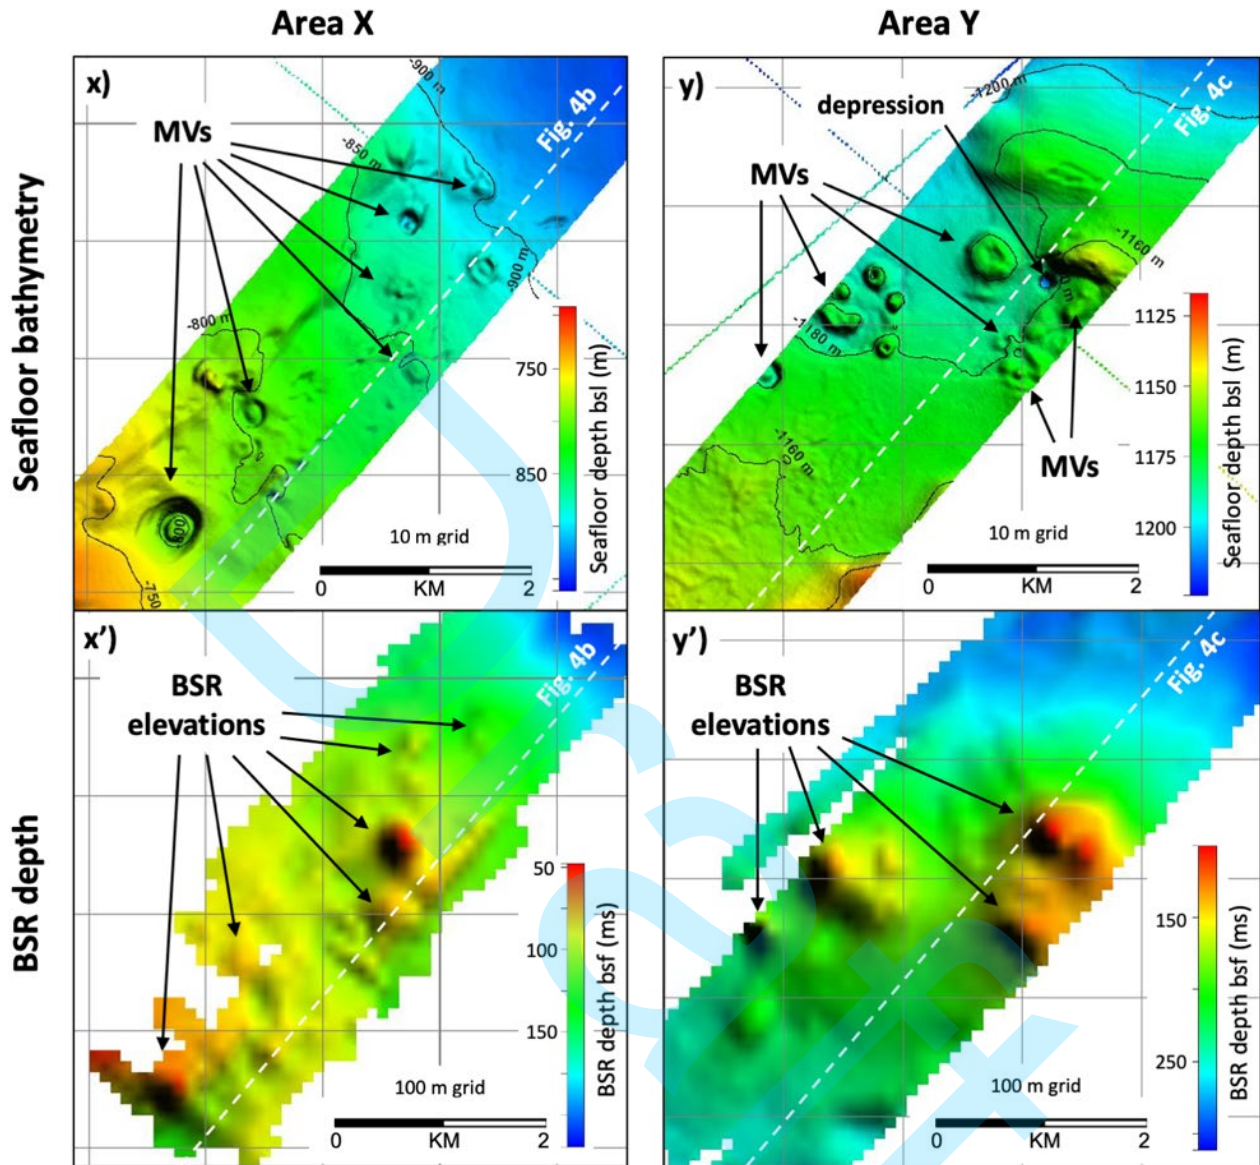 Area X
Area Y
Seafloor bathymetry
x)
-900 m
Fig. 4b
MVs
-850 m
-900 m
-800 m
800
-750
750
850
Seafloor depth bsl (m)
10 m grid
0
KM
2
y)
-1200 m
Fig. 4c
depression
MVs
-1160 m
0 m
-1180 m
-1160 m
MVs
1125
1150
1175
1200
Seafloor depth bsl (m)
10 m grid
0
KM
2
BSR depth
x')
Fig. 4b
BSR
elevations
50
100
150
BSR depth bsf (ms)
100 m grid
0
KM
2
y')
Fig. 4c
BSR
elevations
150
250
BSR depth bsf (ms)
100 m grid
0
KM
2